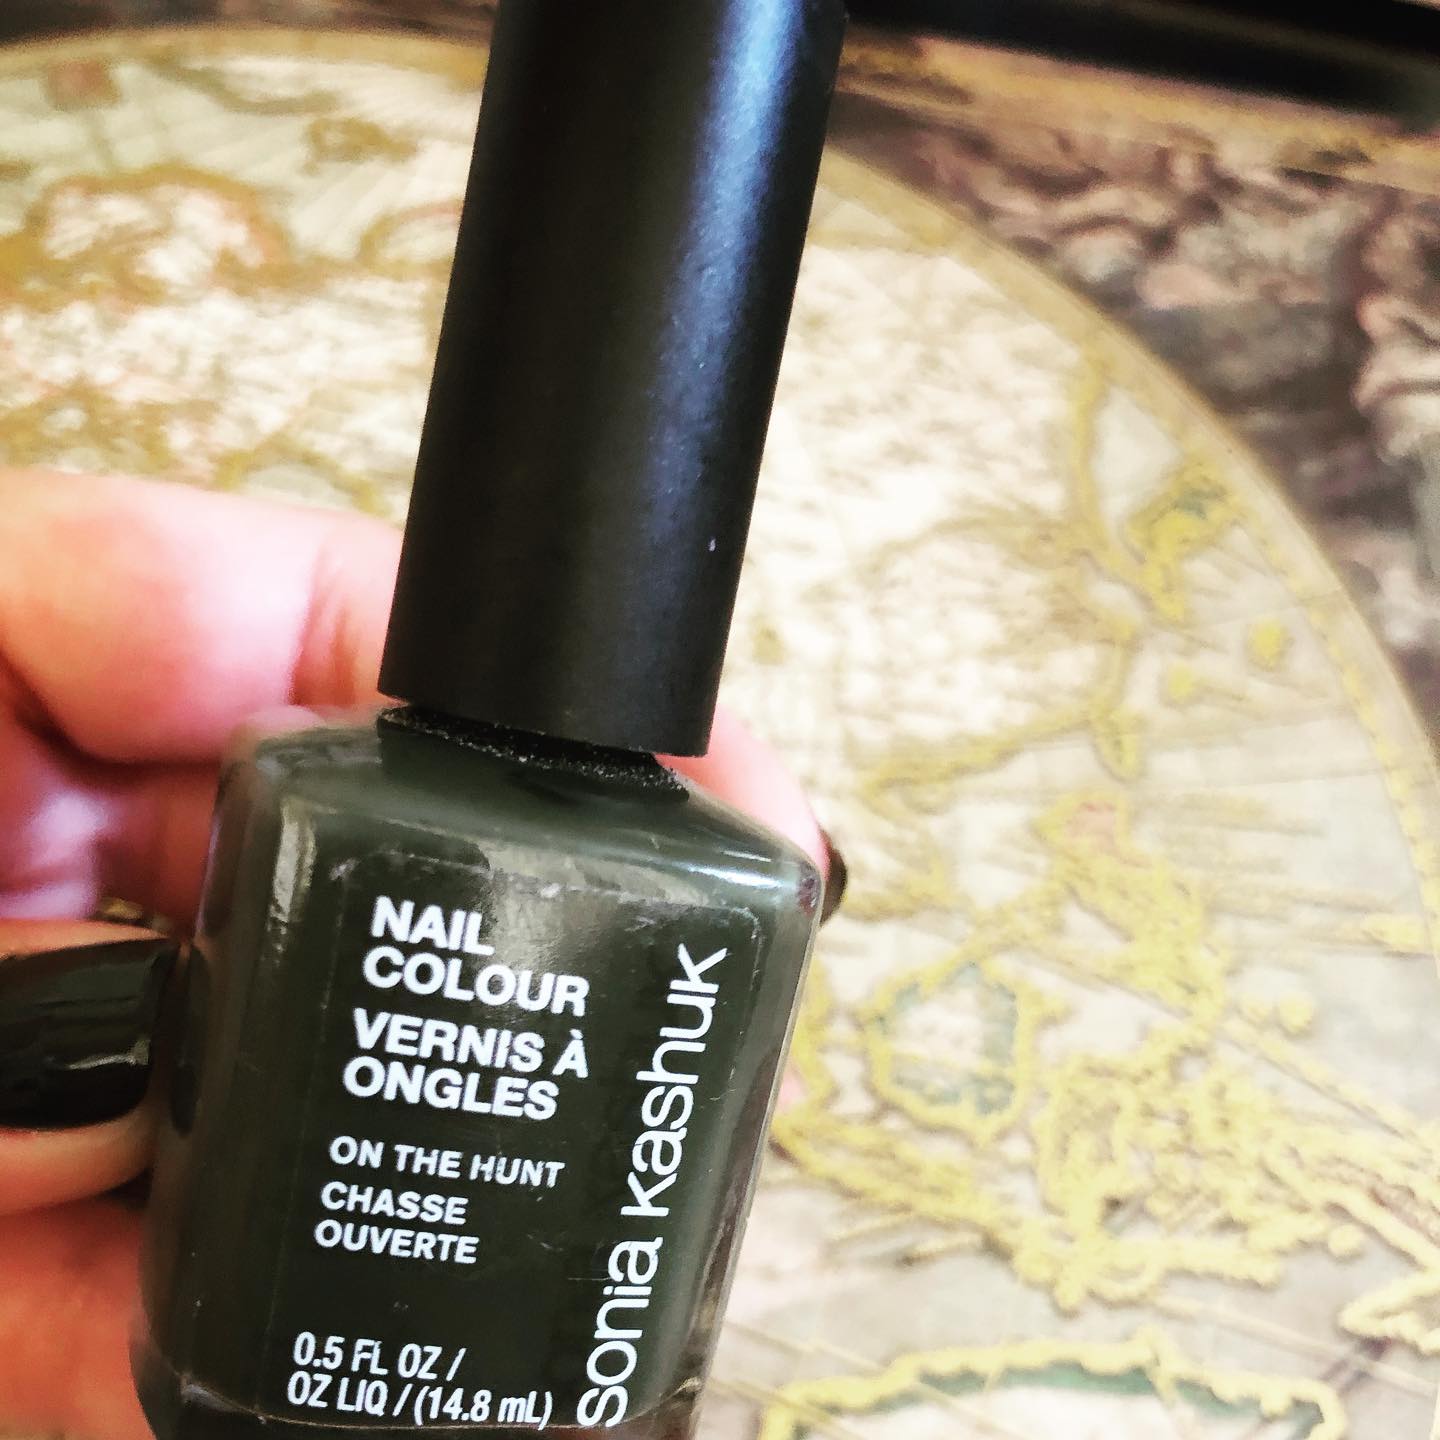 NAIL
COLOUR
VERNIS À
ONGLES
ON THE HUNT
CHASSE
OUVERTE
0.5 FL OZ /
OZ LIQ / (14.8 mL)
sonia kashuk